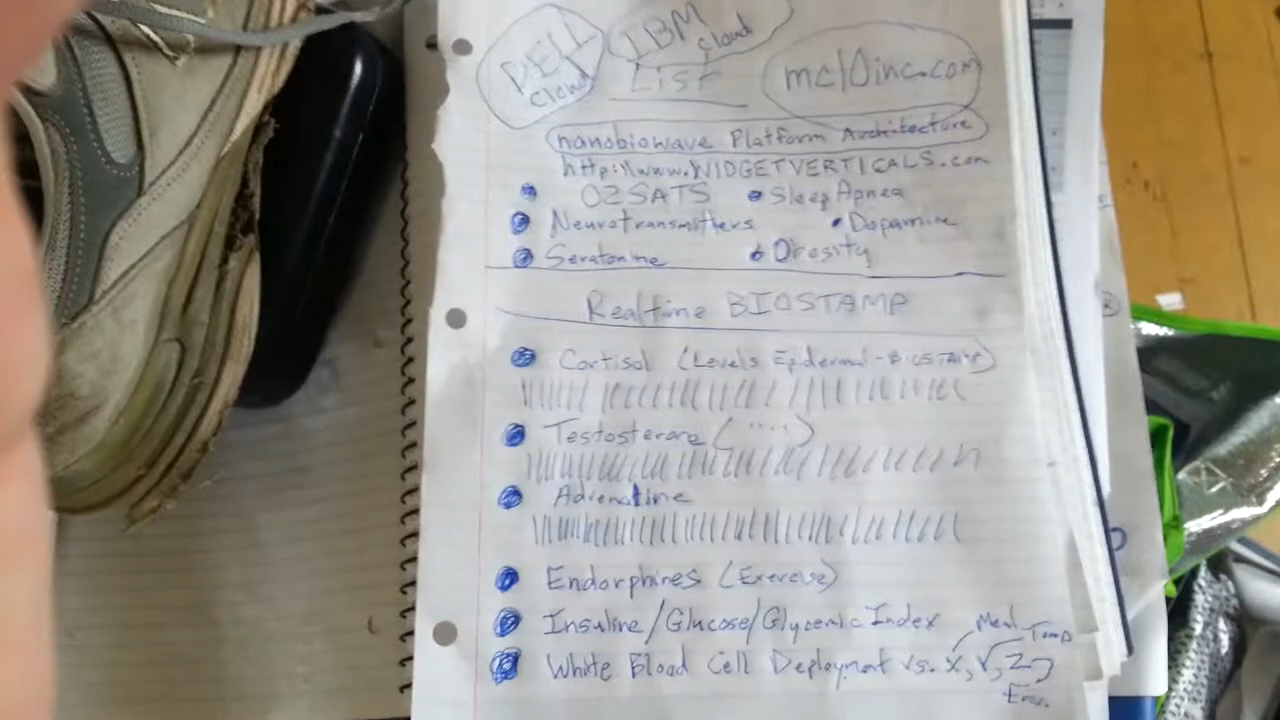 DELL cloud
IBM cloud
List
mc10inc.com
nanobiowave Platform Architecture
http://www.WIDGETVERTICALS.com
O2SATS • Sleep Apnea
Neurotransmitters • Dopamine
Seratonine • Obesity
Realtime BIOSTAMP
Cortisol (Levels Epidermal-BIOSTAMP)
Testosterone (....)
Adrenaline
Endorphines (Exercise)
Insuline/Glucose/Glycemic Index
Meal Temp
White Blood Cell Deployment vs. x, √, Z,